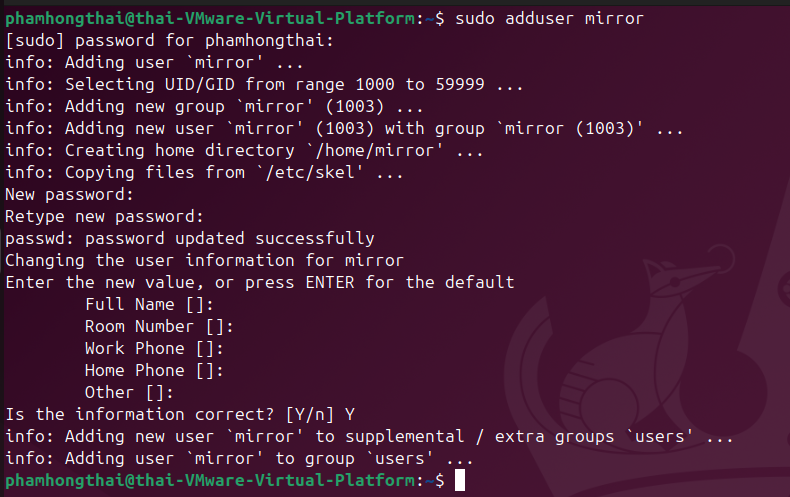 phamhongthai@thai-VMware-Virtual-Platform:~$ sudo adduser mirror
[sudo] password for phamhongthai:
info: Adding user `mirror' ...
info: Selecting UID/GID from range 1000 to 59999 ...
info: Adding new group `mirror' (1003) ...
info: Adding new user `mirror' (1003) with group `mirror (1003)' ...
info: Creating home directory `/home/mirror' ...
info: Copying files from `/etc/skel' ...
New password:
Retype new password:
passwd: password updated successfully
Changing the user information for mirror
Enter the new value, or press ENTER for the default
        Full Name []:
        Room Number []:
        Work Phone []:
        Home Phone []:
        Other []:
Is the information correct? [Y/n] Y
info: Adding new user `mirror' to supplemental / extra groups `users' ...
info: Adding user `mirror' to group `users' ...
phamhongthai@thai-VMware-Virtual-Platform:~$